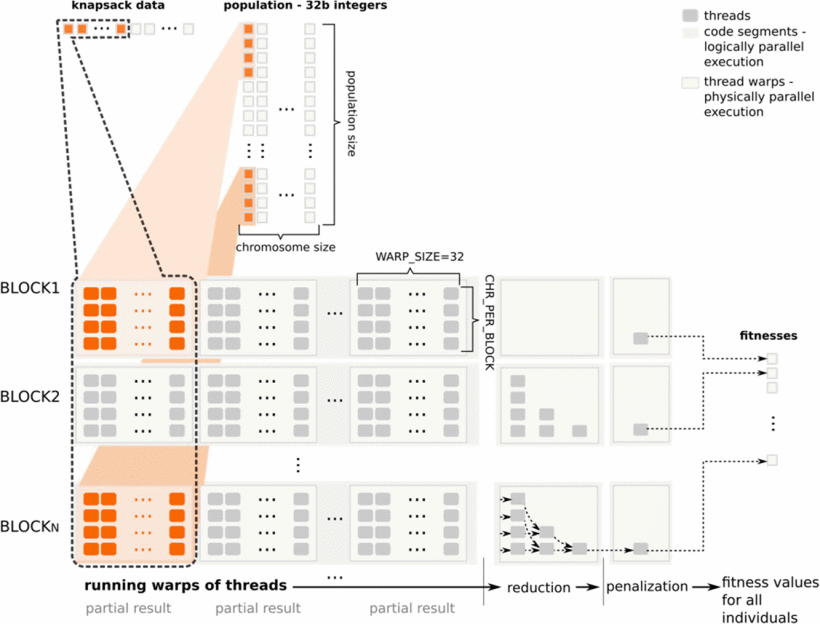 knapsack data
population - 32b integers
threads
code segments -
logically parallel
execution
thread warps -
physically parallel
execution
population size
chromosome size
WARP_SIZE=32
CHR_PER_BLOCK
BLOCK1
fitnesses
BLOCK2
BLOCKN
running warps of threads
reduction
penalization
fitness values
for all
individuals
partial result
partial result
partial result